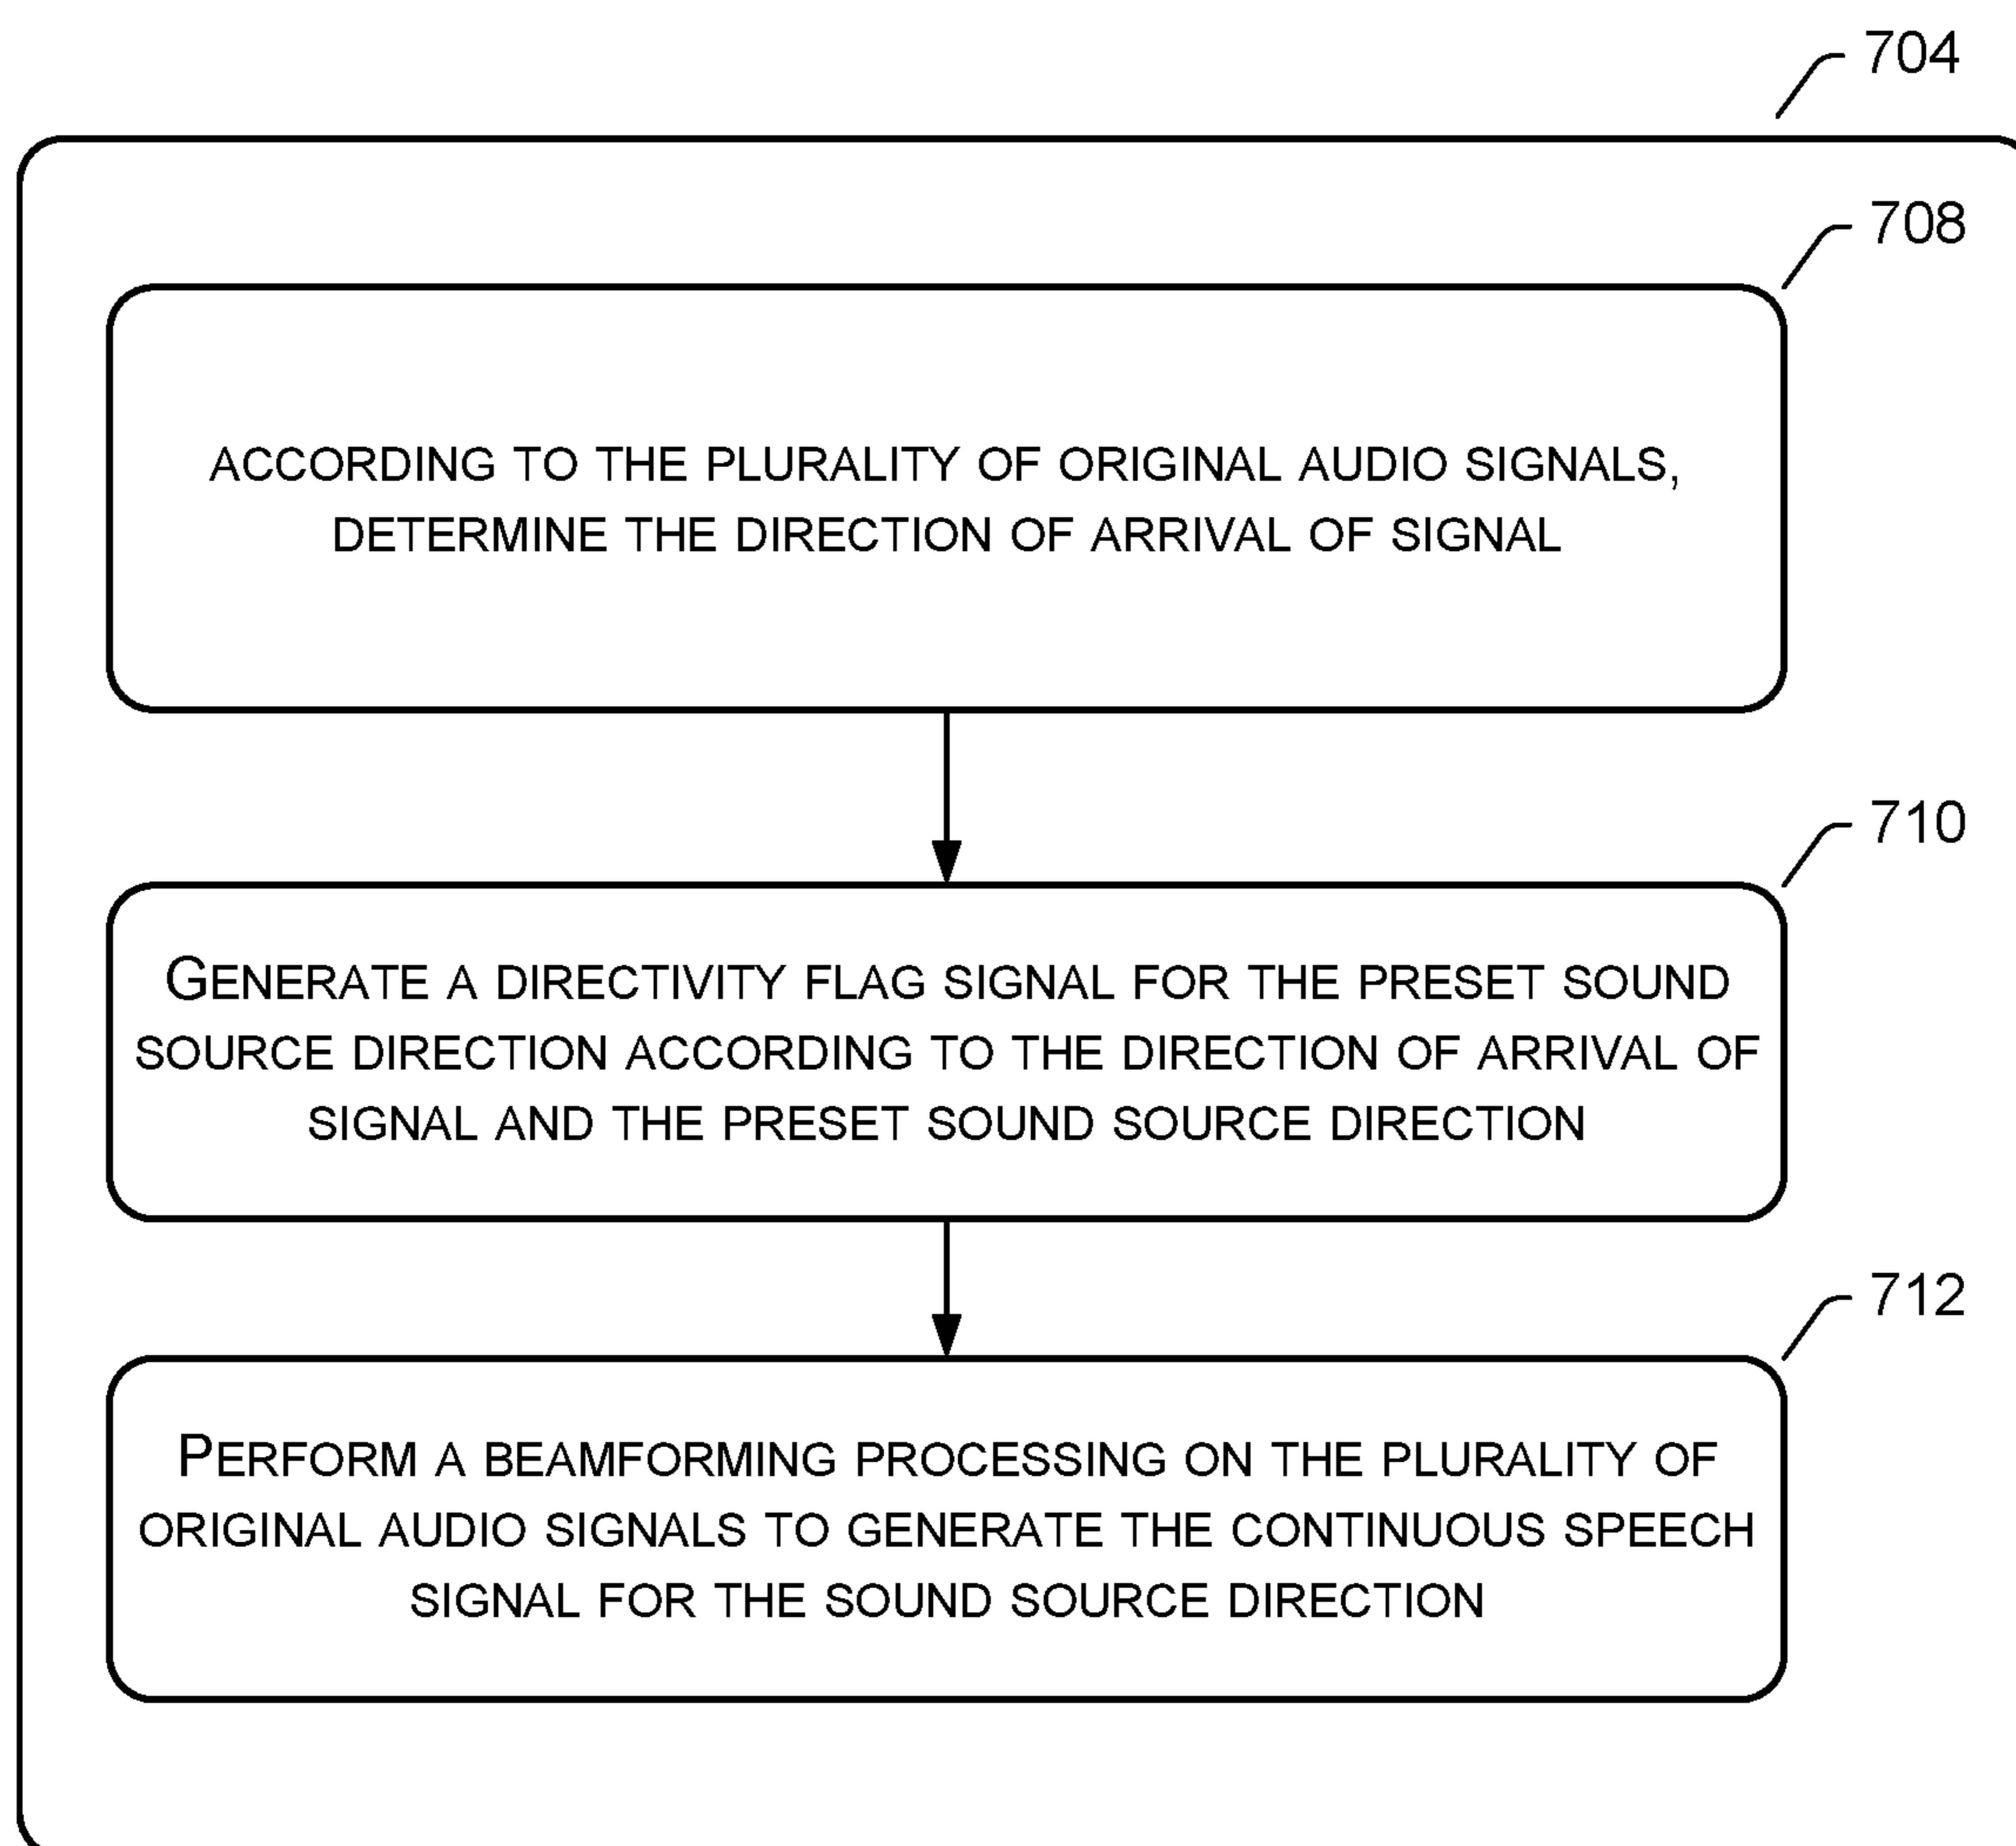 704
708
ACCORDING TO THE PLURALITY OF ORIGINAL AUDIO SIGNALS,
DETERMINE THE DIRECTION OF ARRIVAL OF SIGNAL
710
GENERATE A DIRECTIVITY FLAG SIGNAL FOR THE PRESET SOUND
SOURCE DIRECTION ACCORDING TO THE DIRECTION OF ARRIVAL OF
SIGNAL AND THE PRESET SOUND SOURCE DIRECTION
712
PERFORM A BEAMFORMING PROCESSING ON THE PLURALITY OF
ORIGINAL AUDIO SIGNALS TO GENERATE THE CONTINUOUS SPEECH
SIGNAL FOR THE SOUND SOURCE DIRECTION